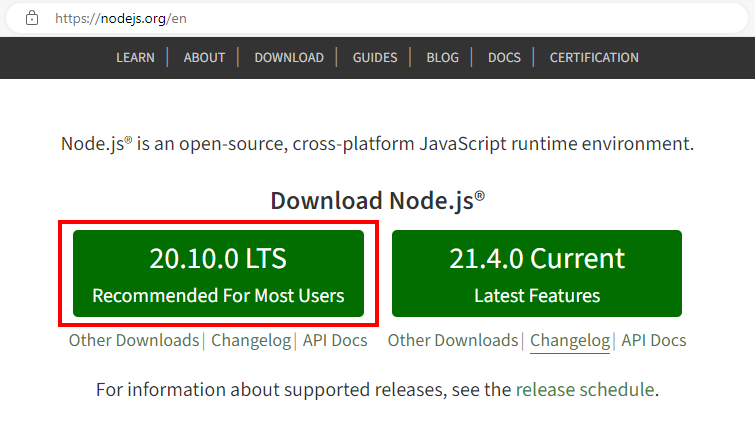 https://nodejs.org/en
LEARN | ABOUT | DOWNLOAD | GUIDES | BLOG | DOCS | CERTIFICATION
Node.js® is an open-source, cross-platform JavaScript runtime environment.
Download Node.js®
20.10.0 LTS
Recommended For Most Users
21.4.0 Current
Latest Features
Other Downloads | Changelog | API Docs
Other Downloads | Changelog | API Docs
For information about supported releases, see the release schedule.